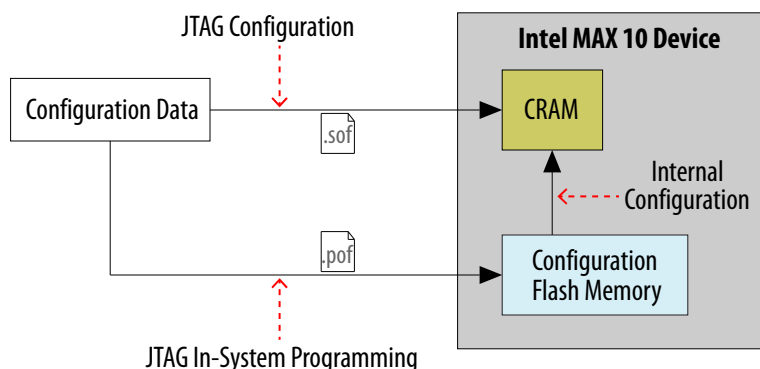 JTAG Configuration
Intel MAX 10 Device
Configuration Data
CRAM
.sof
Internal
Configuration
.pof
Configuration
Flash Memory
JTAG In-System Programming